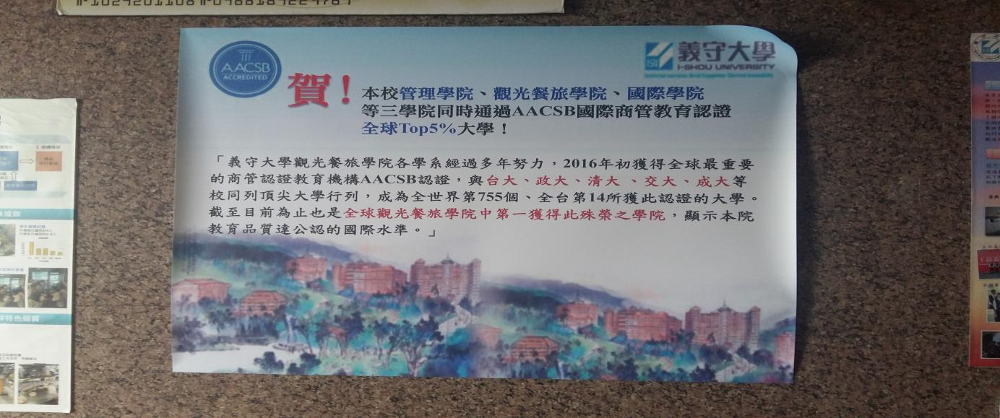 AACSB
ACCREDITED
義守大學
I-SHOU UNIVERSITY
賀!
本校管理學院、觀光餐旅學院、國際學院
等三學院同時通過AACSB國際商管教育認證
全球Top5%大學!
「義守大學觀光餐旅學院各學系經過多年努力,2016年初獲得全球最重要
的商管認證教育機構AACSB認證,與台大、政大、清大、交大、成大等
校同列頂尖大學行列,成為全世界第755個、全台第14所獲此認證的大學。
截至目前為止也是全球觀光餐旅學院中第一獲得此殊榮之學院,顯示本院
教育品質達公認的國際水準。」